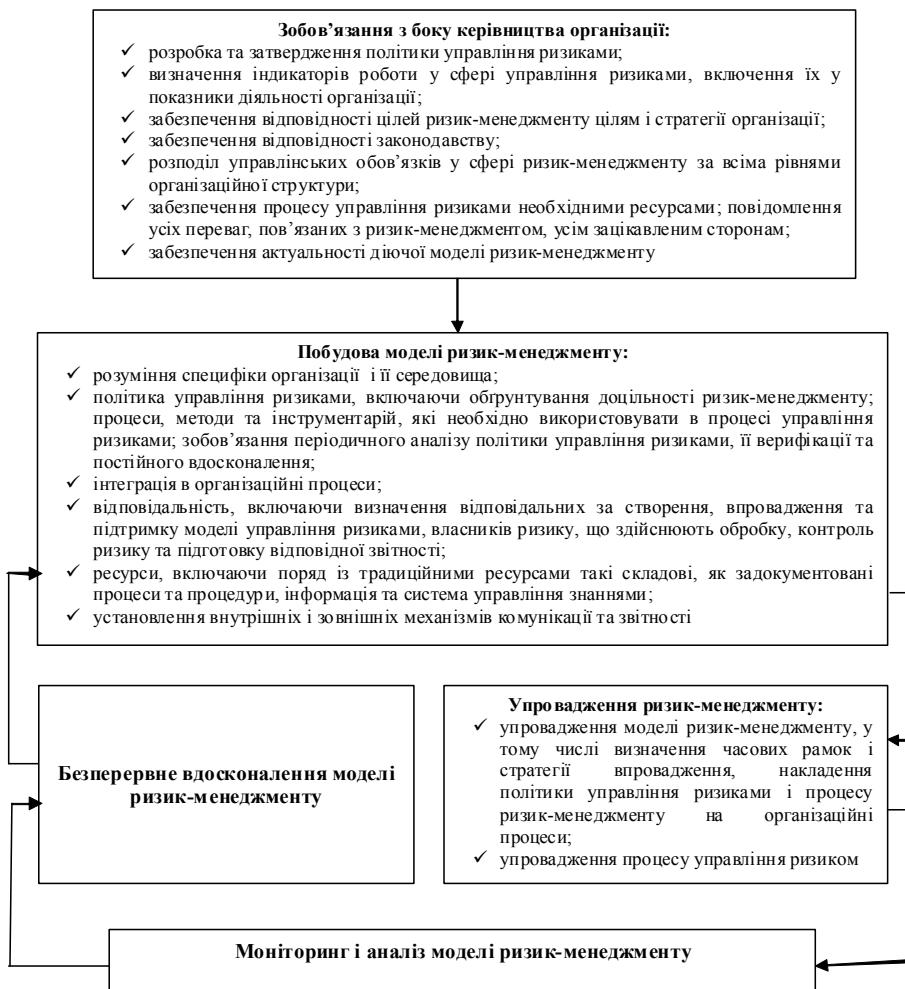 Зобов’язання з боку керівництва організації:
✓ розробка та затвердження політики управління ризиками;
✓ визначення індикаторів роботи у сфері управління ризиками, включення їх у
показники діяльності організації;
✓ забезпечення відповідності цілей ризик-менеджменту цілям і стратегії організації;
✓ забезпечення відповідності законодавству;
✓ розподіл управлінських обов’язків у сфері ризик-менеджменту за всіма рівнями
організаційної структури;
✓ забезпечення процесу управління ризиками необхідними ресурсами; повідомлення
усіх переваг, пов’язаних з ризик-менеджментом, усім зацікавленим сторонам;
✓ забезпечення актуальності діючої моделі ризик-менеджменту
Побудова моделі ризик-менеджменту:
✓ розуміння специфіки організації і її середовища;
✓ політика управління ризиками, включаючи обґрунтування доцільності ризик-менеджменту;
процеси, методи та інструментарій, які необхідно використовувати в процесі управління
ризиками; зобов’язання періодичного аналізу політики управління ризиками, її верифікації та
постійного вдосконалення;
✓ інтеграція в організаційні процеси;
✓ відповідальність, включаючи визначення відповідальних за створення, впровадження та
підтримку моделі управління ризиками, власників ризику, що здійснюють обробку, контроль
ризику та підготовку відповідної звітності;
✓ ресурси, включаючи поряд із традиційними ресурсами такі складові, як задокументовані
процеси та процедури, інформація та система управління знаннями;
✓ установлення внутрішніх і зовнішніх механізмів комунікації та звітності
Безперервне вдосконалення моделі
ризик-менеджменту
Упровадження ризик-менеджменту:
✓ упровадження моделі ризик-менеджменту, у
тому числі визначення часових рамок і
стратегії впровадження, накладення
політики управління ризиками і процесу
ризик-менеджменту на організаційні
процеси;
✓ упровадження процесу управління ризиком
Моніторинг і аналіз моделі ризик-менеджменту